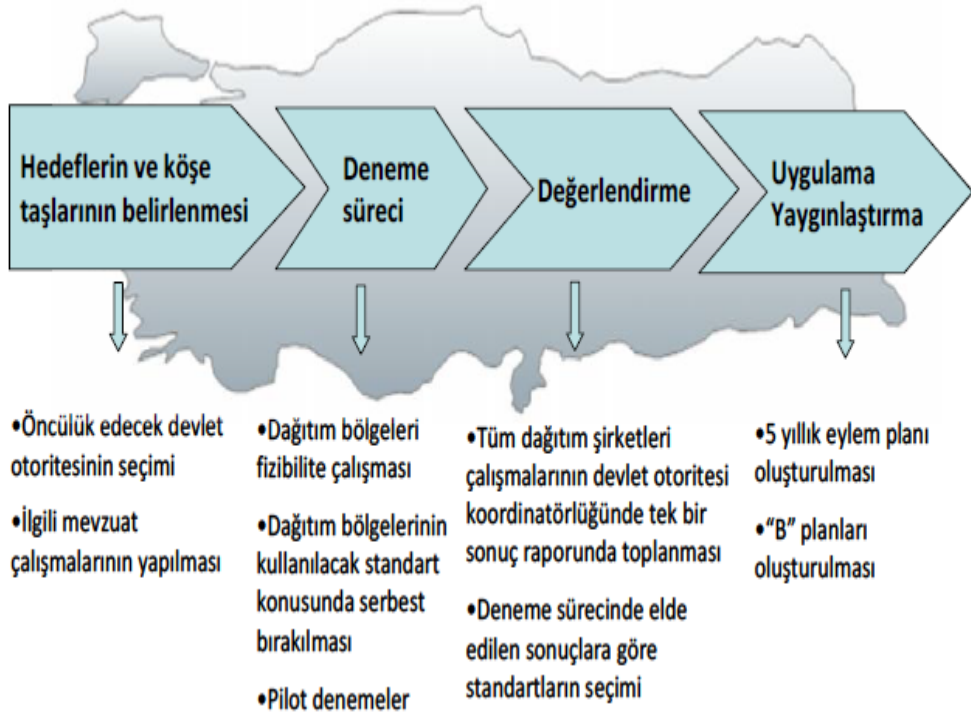 Hedeflerin ve köşe
taşlarının belirlenmesi
Deneme
süreci
Değerlendirme
Uygulama
Yaygınlaştırma
•Öncülük edecek devlet
otoritesinin seçimi
•İlgili mevzuat
çalışmalarının yapılması
•Dağıtım bölgeleri
fizibilite çalışması
•Dağıtım bölgelerinin
kullanılacak standart
konusunda serbest
bırakılması
•Pilot denemeler
•Tüm dağıtım şirketleri
çalışmalarının devlet otoritesi
koordinatörlüğünde tek bir
sonuç raporunda toplanması
•Deneme sürecinde elde
edilen sonuçlara göre
standartların seçimi
•5 yıllık eylem planı
oluşturulması
•“B” planları
oluşturulması